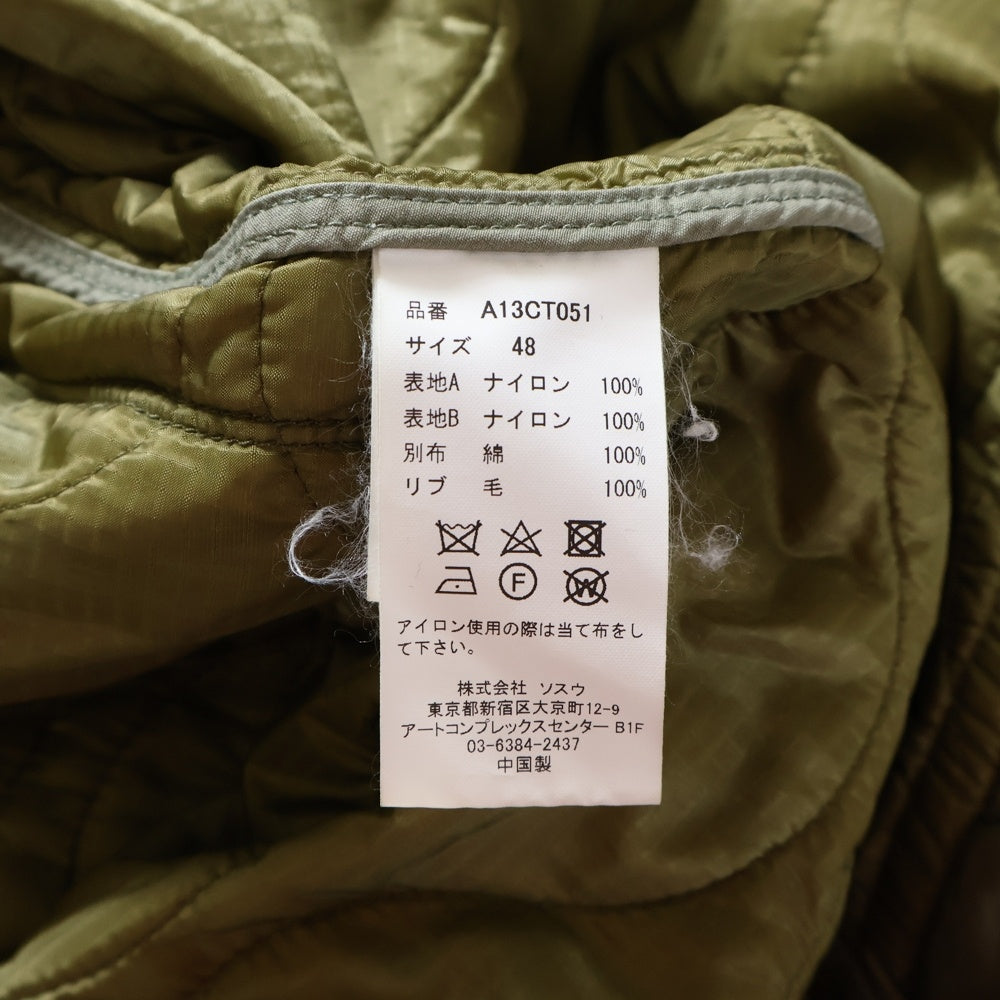 品番 A13CT051
サイズ 48
表地A ナイロン 100%
表地B ナイロン 100%
別布 綿 100%
リブ 毛 100%
F W
アイロン使用の際は当て布をし
て下さい。
株式会社 ソスウ
東京都新宿区大京町12-9
アートコンプレックスセンター B1F
03-6384-2437
中国製